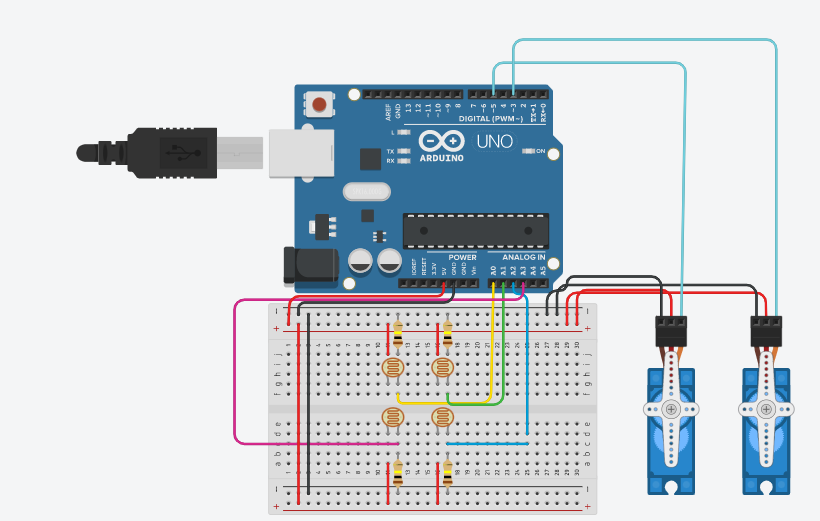 AREF
GND
13
12
~11
~10
~9
8
7
~6
~5
4
~3
2
TX→1
RX←0
DIGITAL (PWM~)
L
TX
RX
ARDUINO
UNO
ON
POWER
ANALOG IN
IOREF
RESET
3.3V
5V
GND
GND
Vin
A0
A1
A2
A3
A4
A5